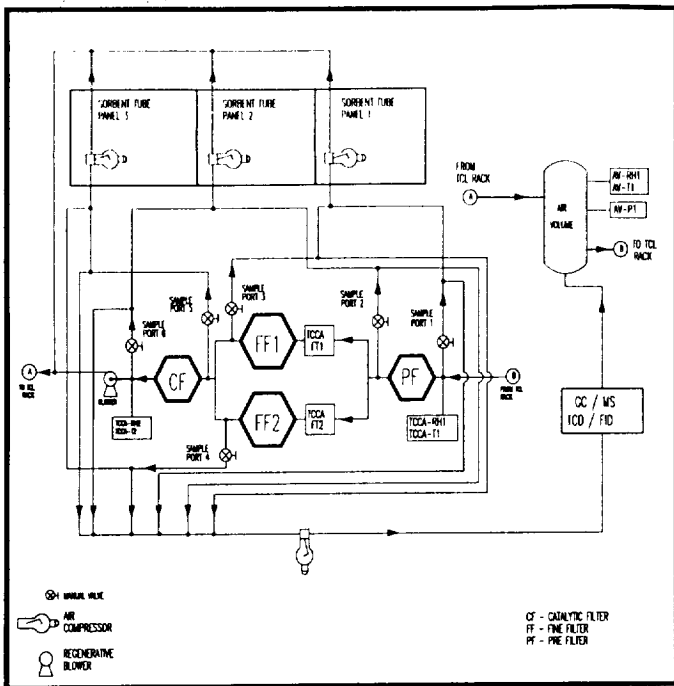 SORBENT TUBE
PANEL 3
SORBENT TUBE
PANEL 2
SORBENT TUBE
PANEL 1
FROM
TCL RACK
A
AIR
VOLUME
AV-RH1
AV-T1
AV-P1
B
TO TCL
RACK
SAMPLE
PORT 6
SAMPLE
PORT 5
SAMPLE
PORT 3
SAMPLE
PORT 2
SAMPLE
PORT 1
A
TO TCL
RACK
BLOWER
CF
FF1
TCCA
FT1
PF
B
FROM TCL
RACK
FF2
TCCA
FT2
TCCA-RH2
TCCA-T2
TCCA-RH1
TCCA-T1
SAMPLE
PORT 4
GC / MS
TCD / FID
MANUAL VALVE
AIR
COMPRESSOR
REGENERATIVE
BLOWER
CF - CATALYTIC FILTER
FF - FINE FILTER
PF - PRE FILTER